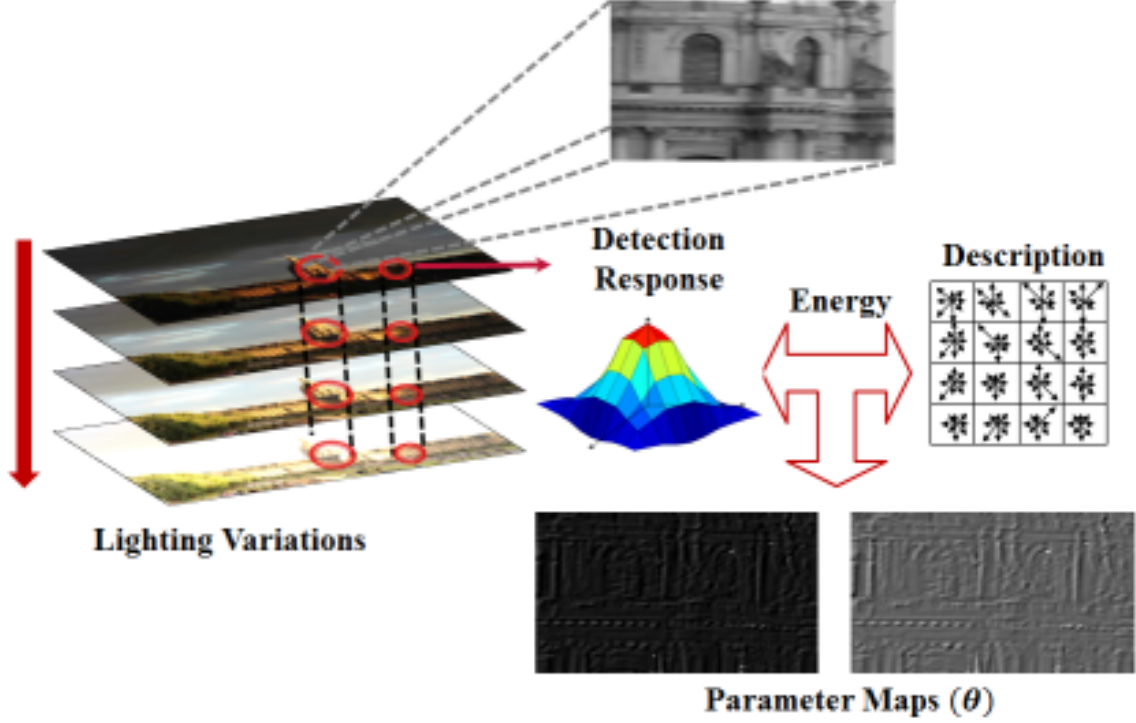 Detection
Response
Description
Energy
Lighting Variations
Parameter Maps (θ)